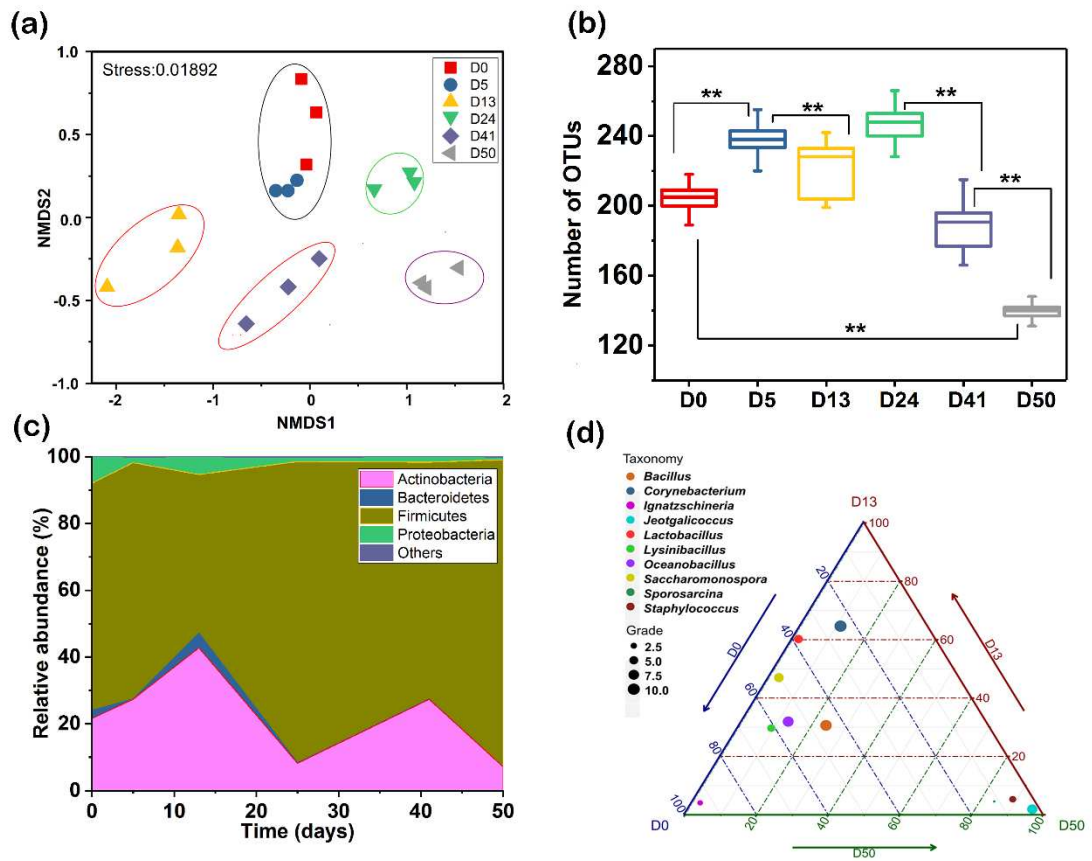 (a)
Stress:0.01892
D0
D5
D13
D24
D41
D50
1.0
0.5
0.0
-0.5
-1.0
NMDS2
-2
-1
0
1
2
NMDS1
(b)
280
240
200
160
120
Number of OTUs
**
**
**
**
**
D0
D5
D13
D24
D41
D50
(c)
100
80
60
40
20
0
Relative abundance (%)
Actinobacteria
Bacteroidetes
Firmicutes
Proteobacteria
Others
0
10
20
30
40
50
Time (days)
(d)
Taxonomy
Bacillus
Corynebacterium
Ignatzschineria
Jeotgalicoccus
Lactobacillus
Lysinibacillus
Oceanobacillus
Saccharomonospora
Sporosarcina
Staphylococcus
Grade
2.5
5.0
7.5
10.0
D13
100
20
80
40
60
60
40
80
20
100
D0
D13
D0
20
40
60
80
100
D50
D50